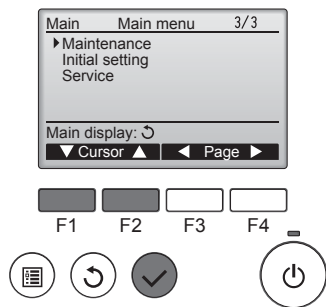 Main Main menu 3/3
Maintenance
Initial setting
Service
Main display:
Cursor Page
F1 F2 F3 F4